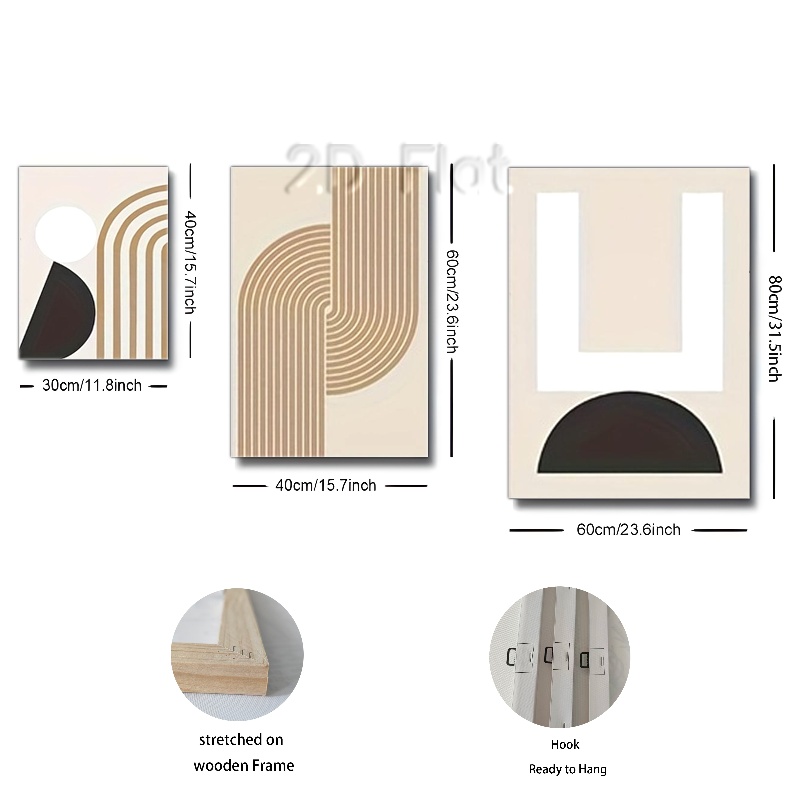 2D Flat
40cm/15.7inch
60cm/23.6inch
80cm/31.5inch
30cm/11.8inch
40cm/15.7inch
60cm/23.6inch
stretched on
wooden Frame
Hook
Ready to Hang